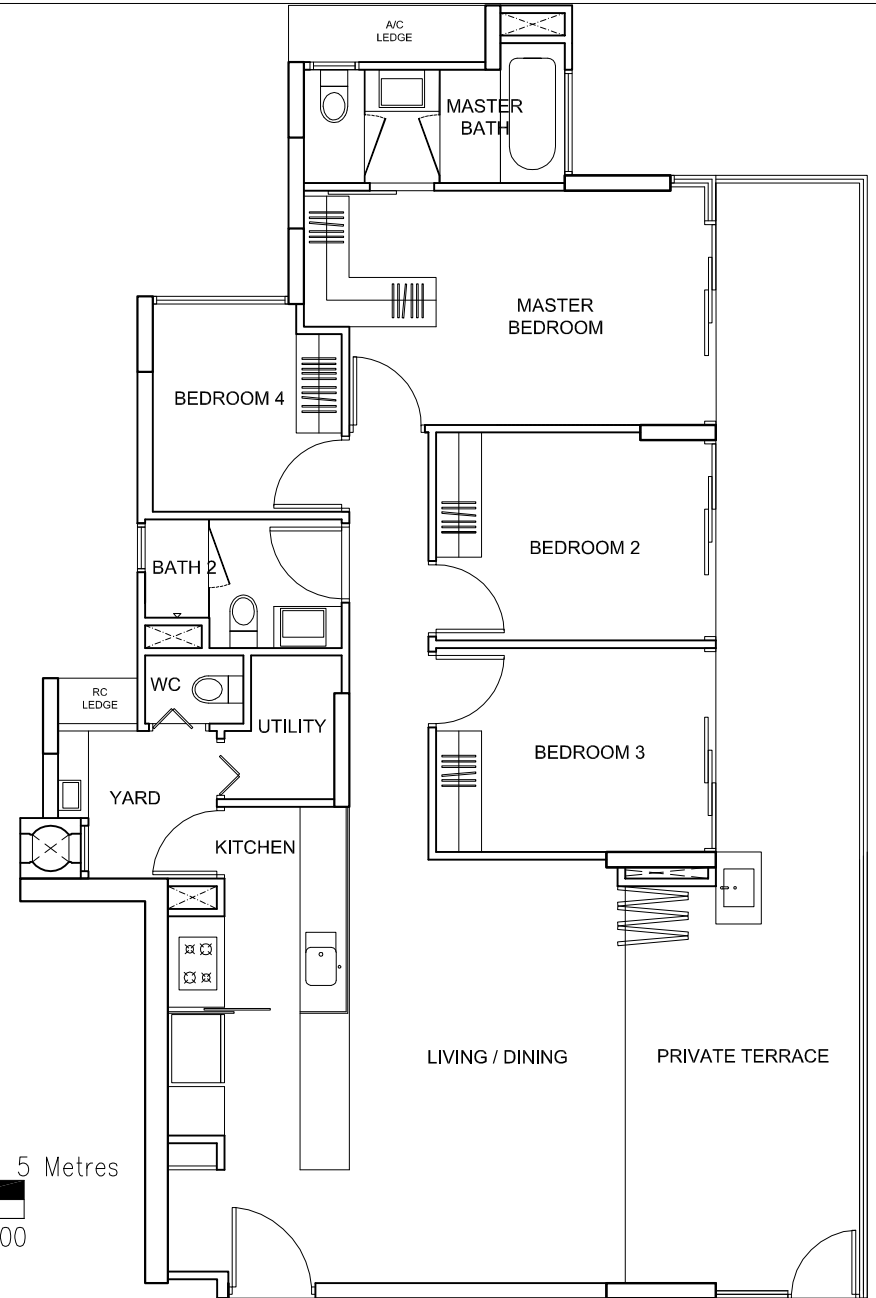 A/C
LEDGE
MASTER
BATH
MASTER
BEDROOM
BEDROOM 4
BEDROOM 2
BATH 2
WC
RC
LEDGE
UTILITY
BEDROOM 3
YARD
KITCHEN
LIVING / DINING
PRIVATE TERRACE
5 Metres
00